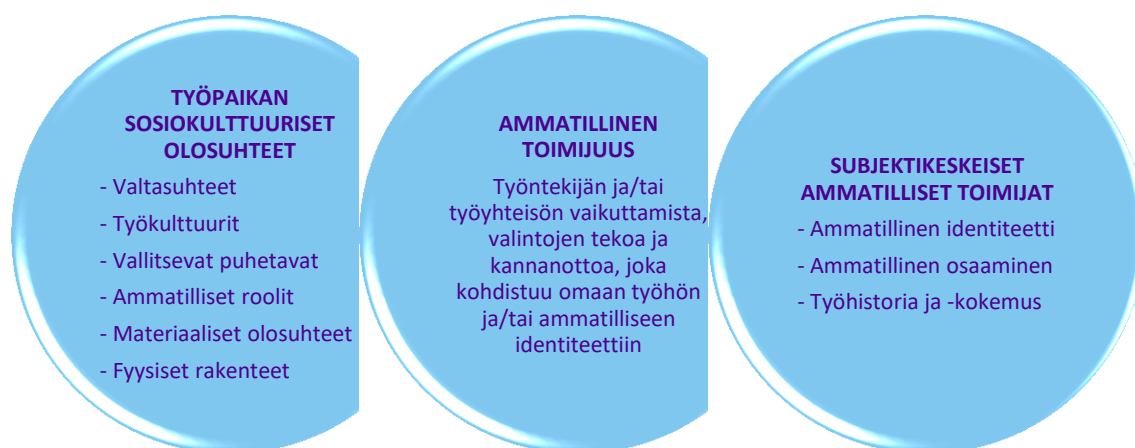 TYÖPAIKAN
SOSIOKULTTUURISET
OLOSUHTEET
- Valtasuhteet
- Työkulttuurit
- Vallitsevat puhetavat
- Ammatilliset roolit
- Materiaaliset olosuhteet
- Fyysiset rakenteet
AMMATILLINEN
TOIMIJUUS
Työntekijän ja/tai
työyhteisön vaikuttamista,
valintojen tekoa ja
kannanottoa, joka
kohdistuu omaan työhön
ja/tai ammatilliseen
identiteettiin
SUBJEKTIKESKEISET
AMMATILLISET TOIMIJAT
- Ammatillinen identiteetti
- Ammatillinen osaaminen
- Työhistoria ja -kokemus